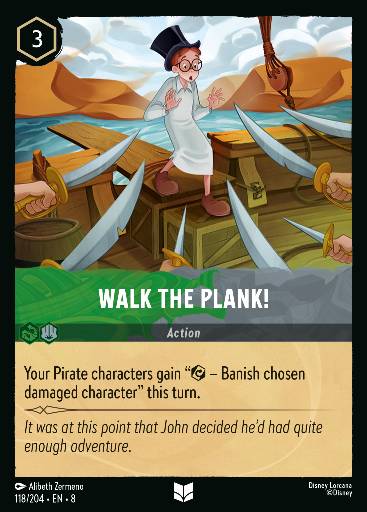 3
WALK THE PLANK!
Action
Your Pirate characters gain “ – Banish chosen
damaged character” this turn.
It was at this point that John decided he'd had quite
enough adventure.
Alibeth Zermeno
118/204 • EN • 8
Disney Lorcana
©Disney